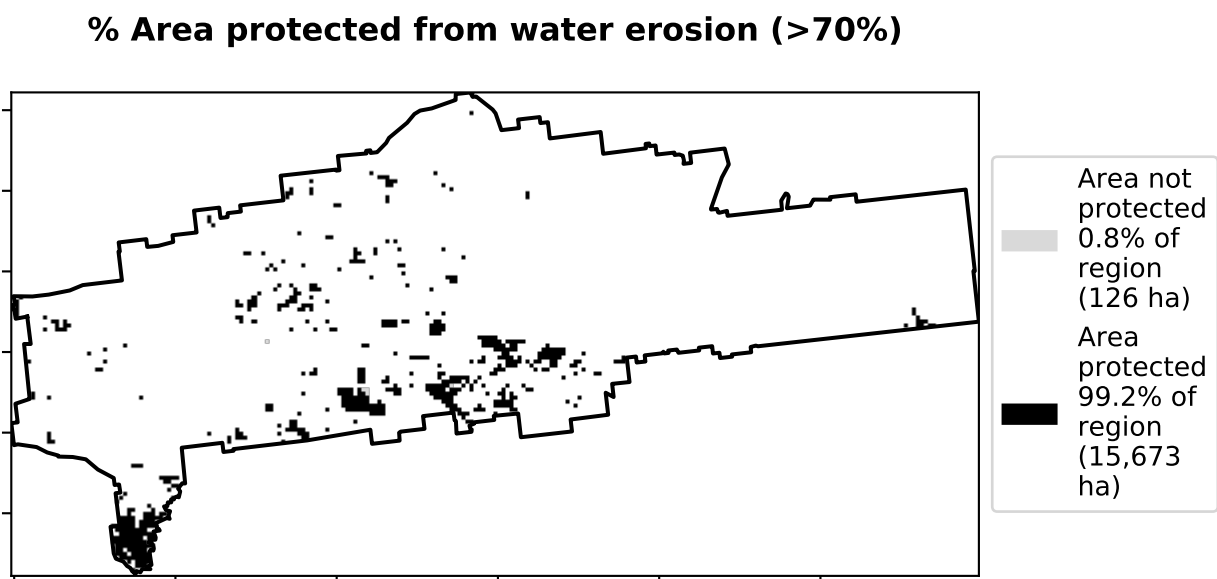 % Area protected from water erosion (>70%)
Area not
protected
0.8% of
region
(126 ha)
Area
protected
99.2% of
region
(15,673
ha)